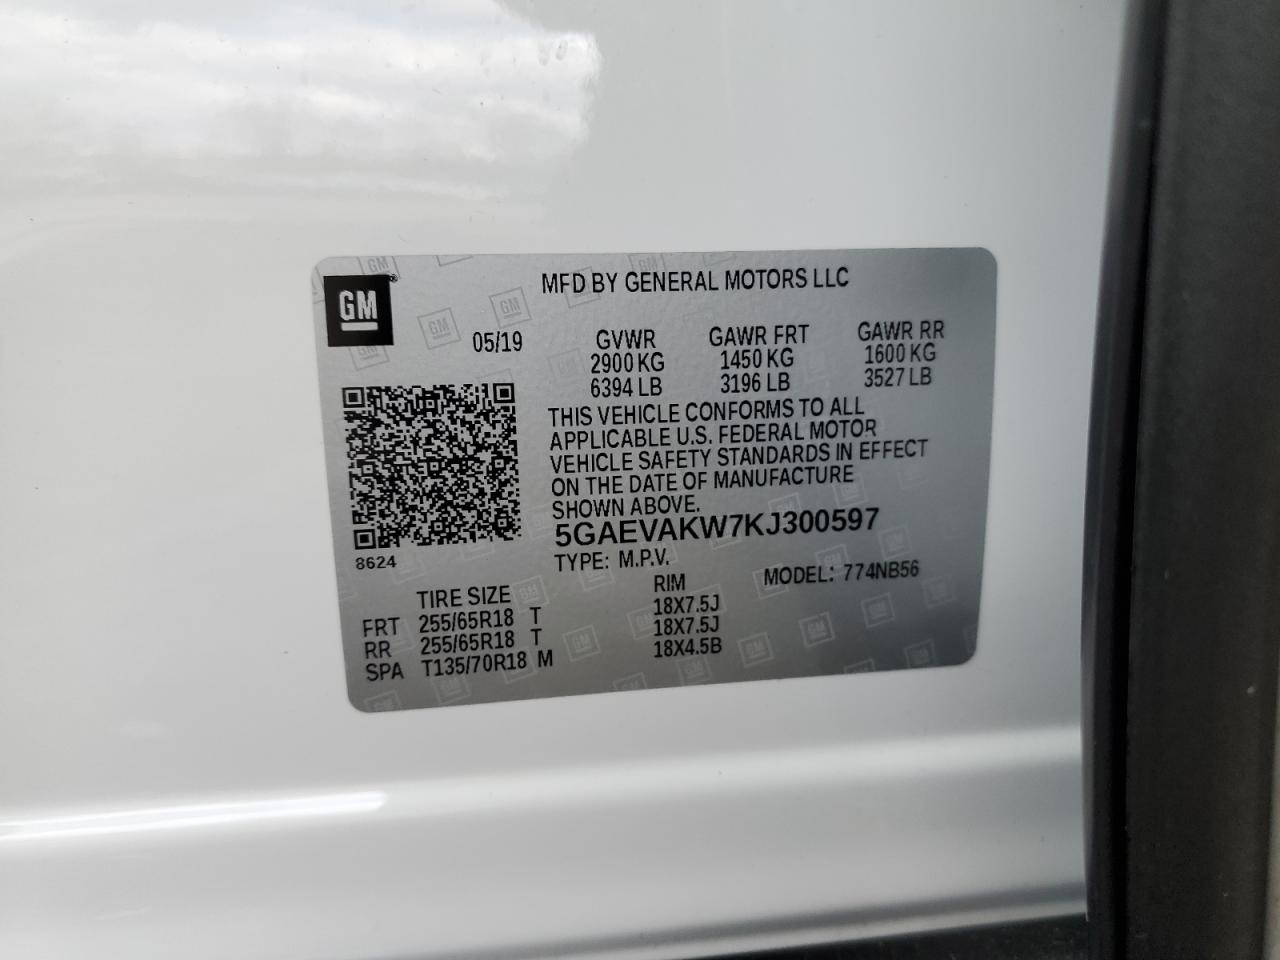 GM
MFD BY GENERAL MOTORS LLC
05/19 GVWR GAWR FRT GAWR RR
2900 KG 1450 KG 1600 KG
6394 LB 3196 LB 3527 LB
THIS VEHICLE CONFORMS TO ALL
APPLICABLE U.S. FEDERAL MOTOR
VEHICLE SAFETY STANDARDS IN EFFECT
ON THE DATE OF MANUFACTURE
SHOWN ABOVE.
5GAEVAKW7KJ300597
8624
TYPE: M.P.V. MODEL: 774NB56
TIRE SIZE RIM
FRT 255/65R18 T 18X7.5J
RR 255/65R18 T 18X7.5J
SPA T135/70R18 M 18X4.5B